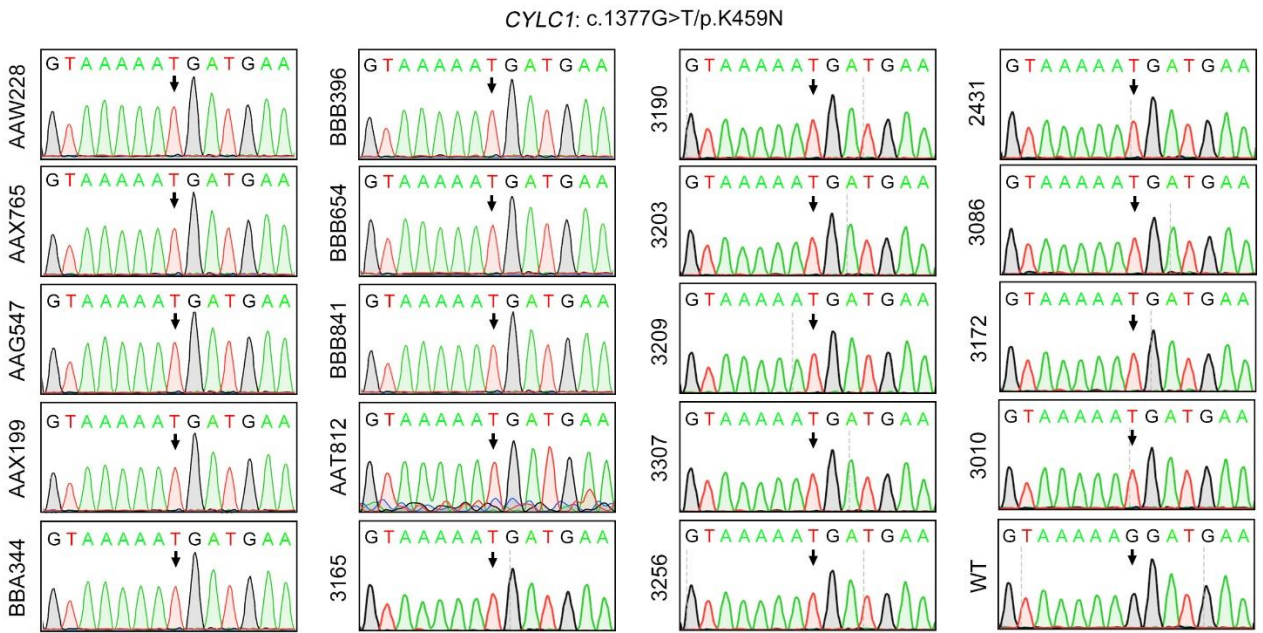 CYLC1: c.1377G>T/p.K459N
AAW228
GTAAAAATGATGAA
BBB396
GTAAAAATGATGAA
3190
GTAAAAATGATGAA
2431
GTAAAAATGATGAA
AAX765
GTAAAAATGATGAA
BBB654
GTAAAAATGATGAA
3203
GTAAAAATGATGAA
3086
GTAAAAATGATGAA
AAG547
GTAAAAATGATGAA
BBB841
GTAAAAATGATGAA
3209
GTAAAAATGATGAA
3172
GTAAAAATGATGAA
AAX199
GTAAAAATGATGAA
AAT812
GTAAAAATGATGAA
3307
GTAAAAATGATGAA
3010
GTAAAAATGATGAA
BBA344
GTAAAAATGATGAA
3165
GTAAAAATGATGAA
3256
GTAAAAATGATGAA
WT
GTAAAAAGGATGAA